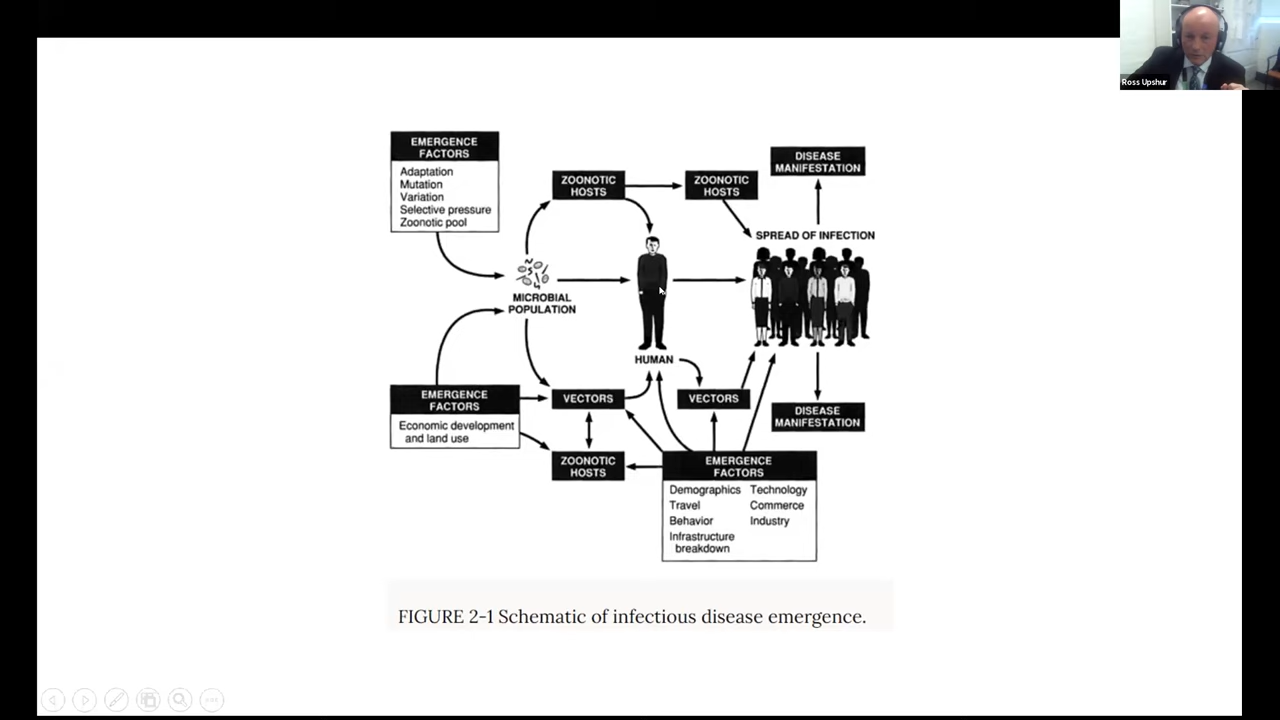 Ross Upshur
EMERGENCE
FACTORS
Adaptation
Mutation
Variation
Selective pressure
Zoonotic pool
ZOONOTIC
HOSTS
ZOONOTIC
HOSTS
DISEASE
MANIFESTATION
SPREAD OF INFECTION
MICROBIAL
POPULATION
HUMAN
EMERGENCE
FACTORS
Economic development
and land use
VECTORS
VECTORS
DISEASE
MANIFESTATION
ZOONOTIC
HOSTS
EMERGENCE
FACTORS
Demographics Technology
Travel Commerce
Behavior Industry
Infrastructure
breakdown
FIGURE 2-1 Schematic of infectious disease emergence.